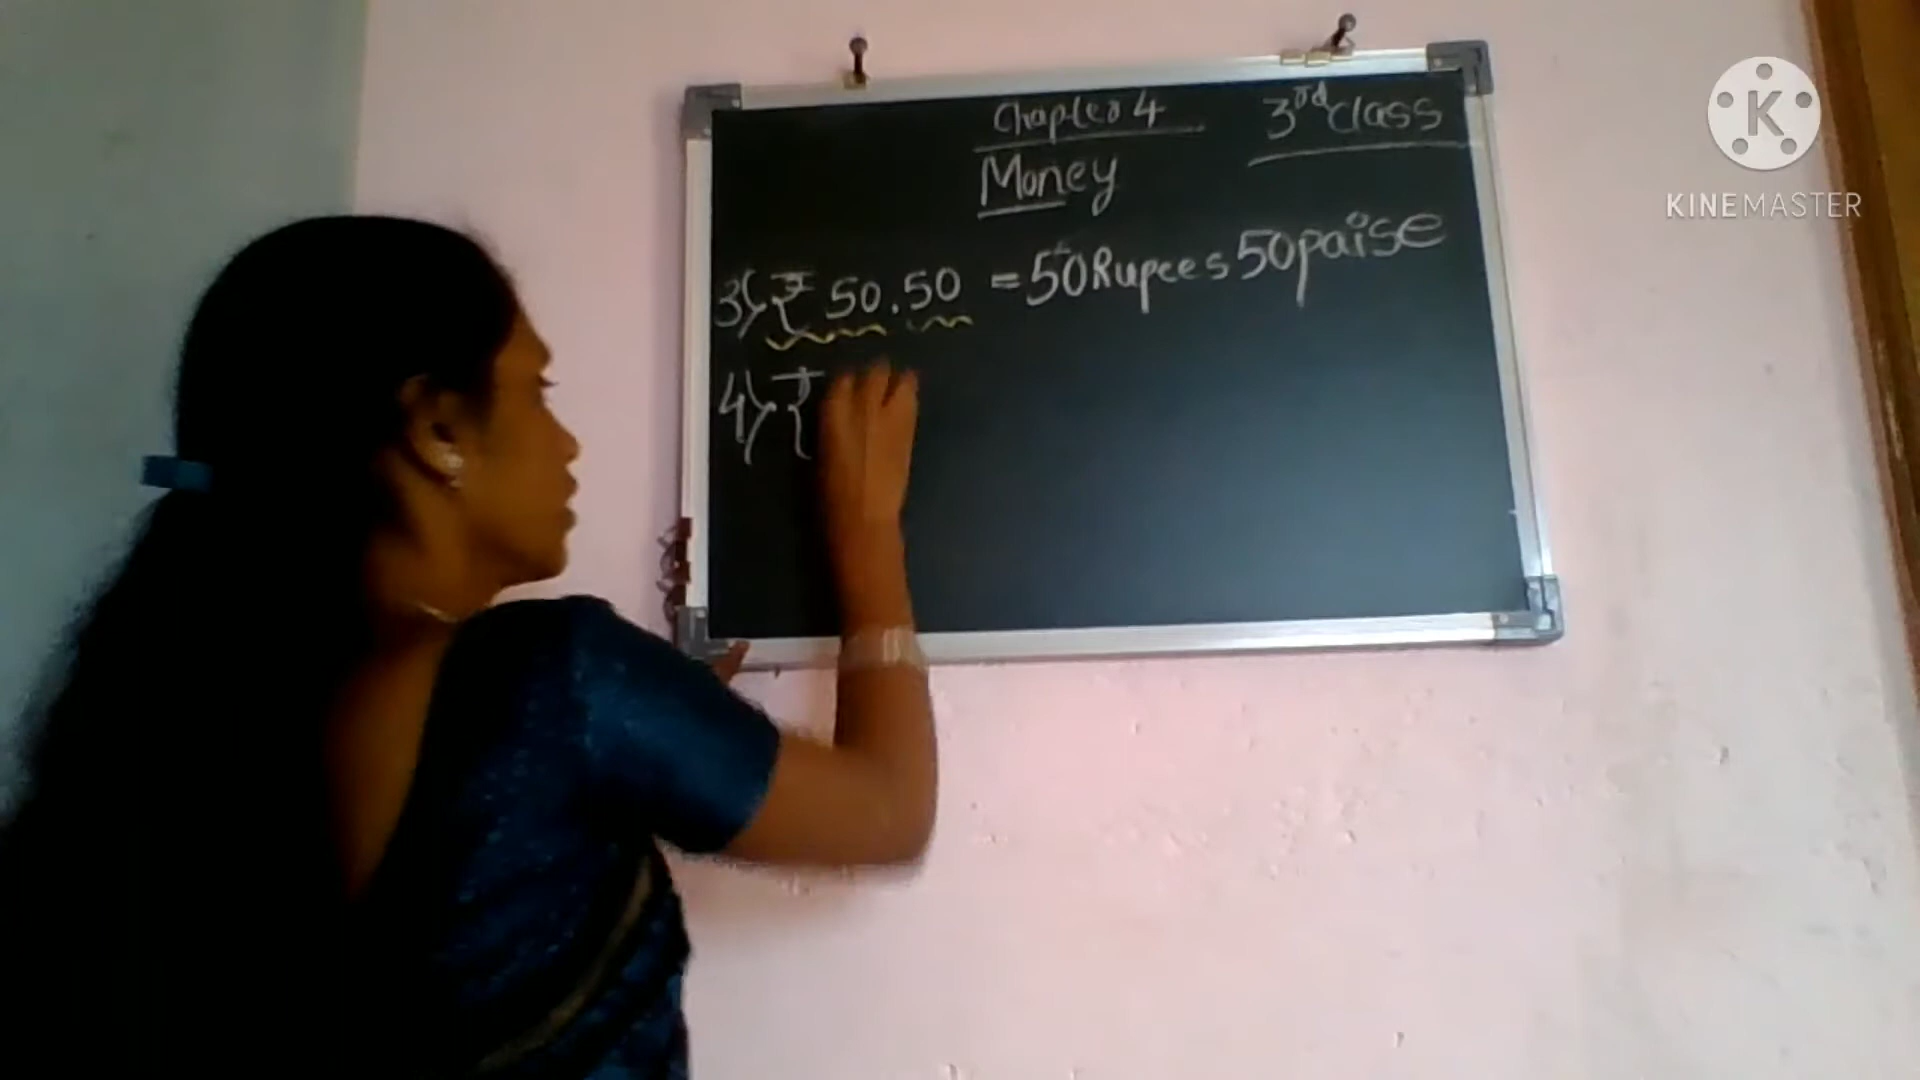 Chapter 4
3rd class
Money
3) ₹ 50.50 = 50 Rupees 50 paise
4) ₹
K
KINEMASTER